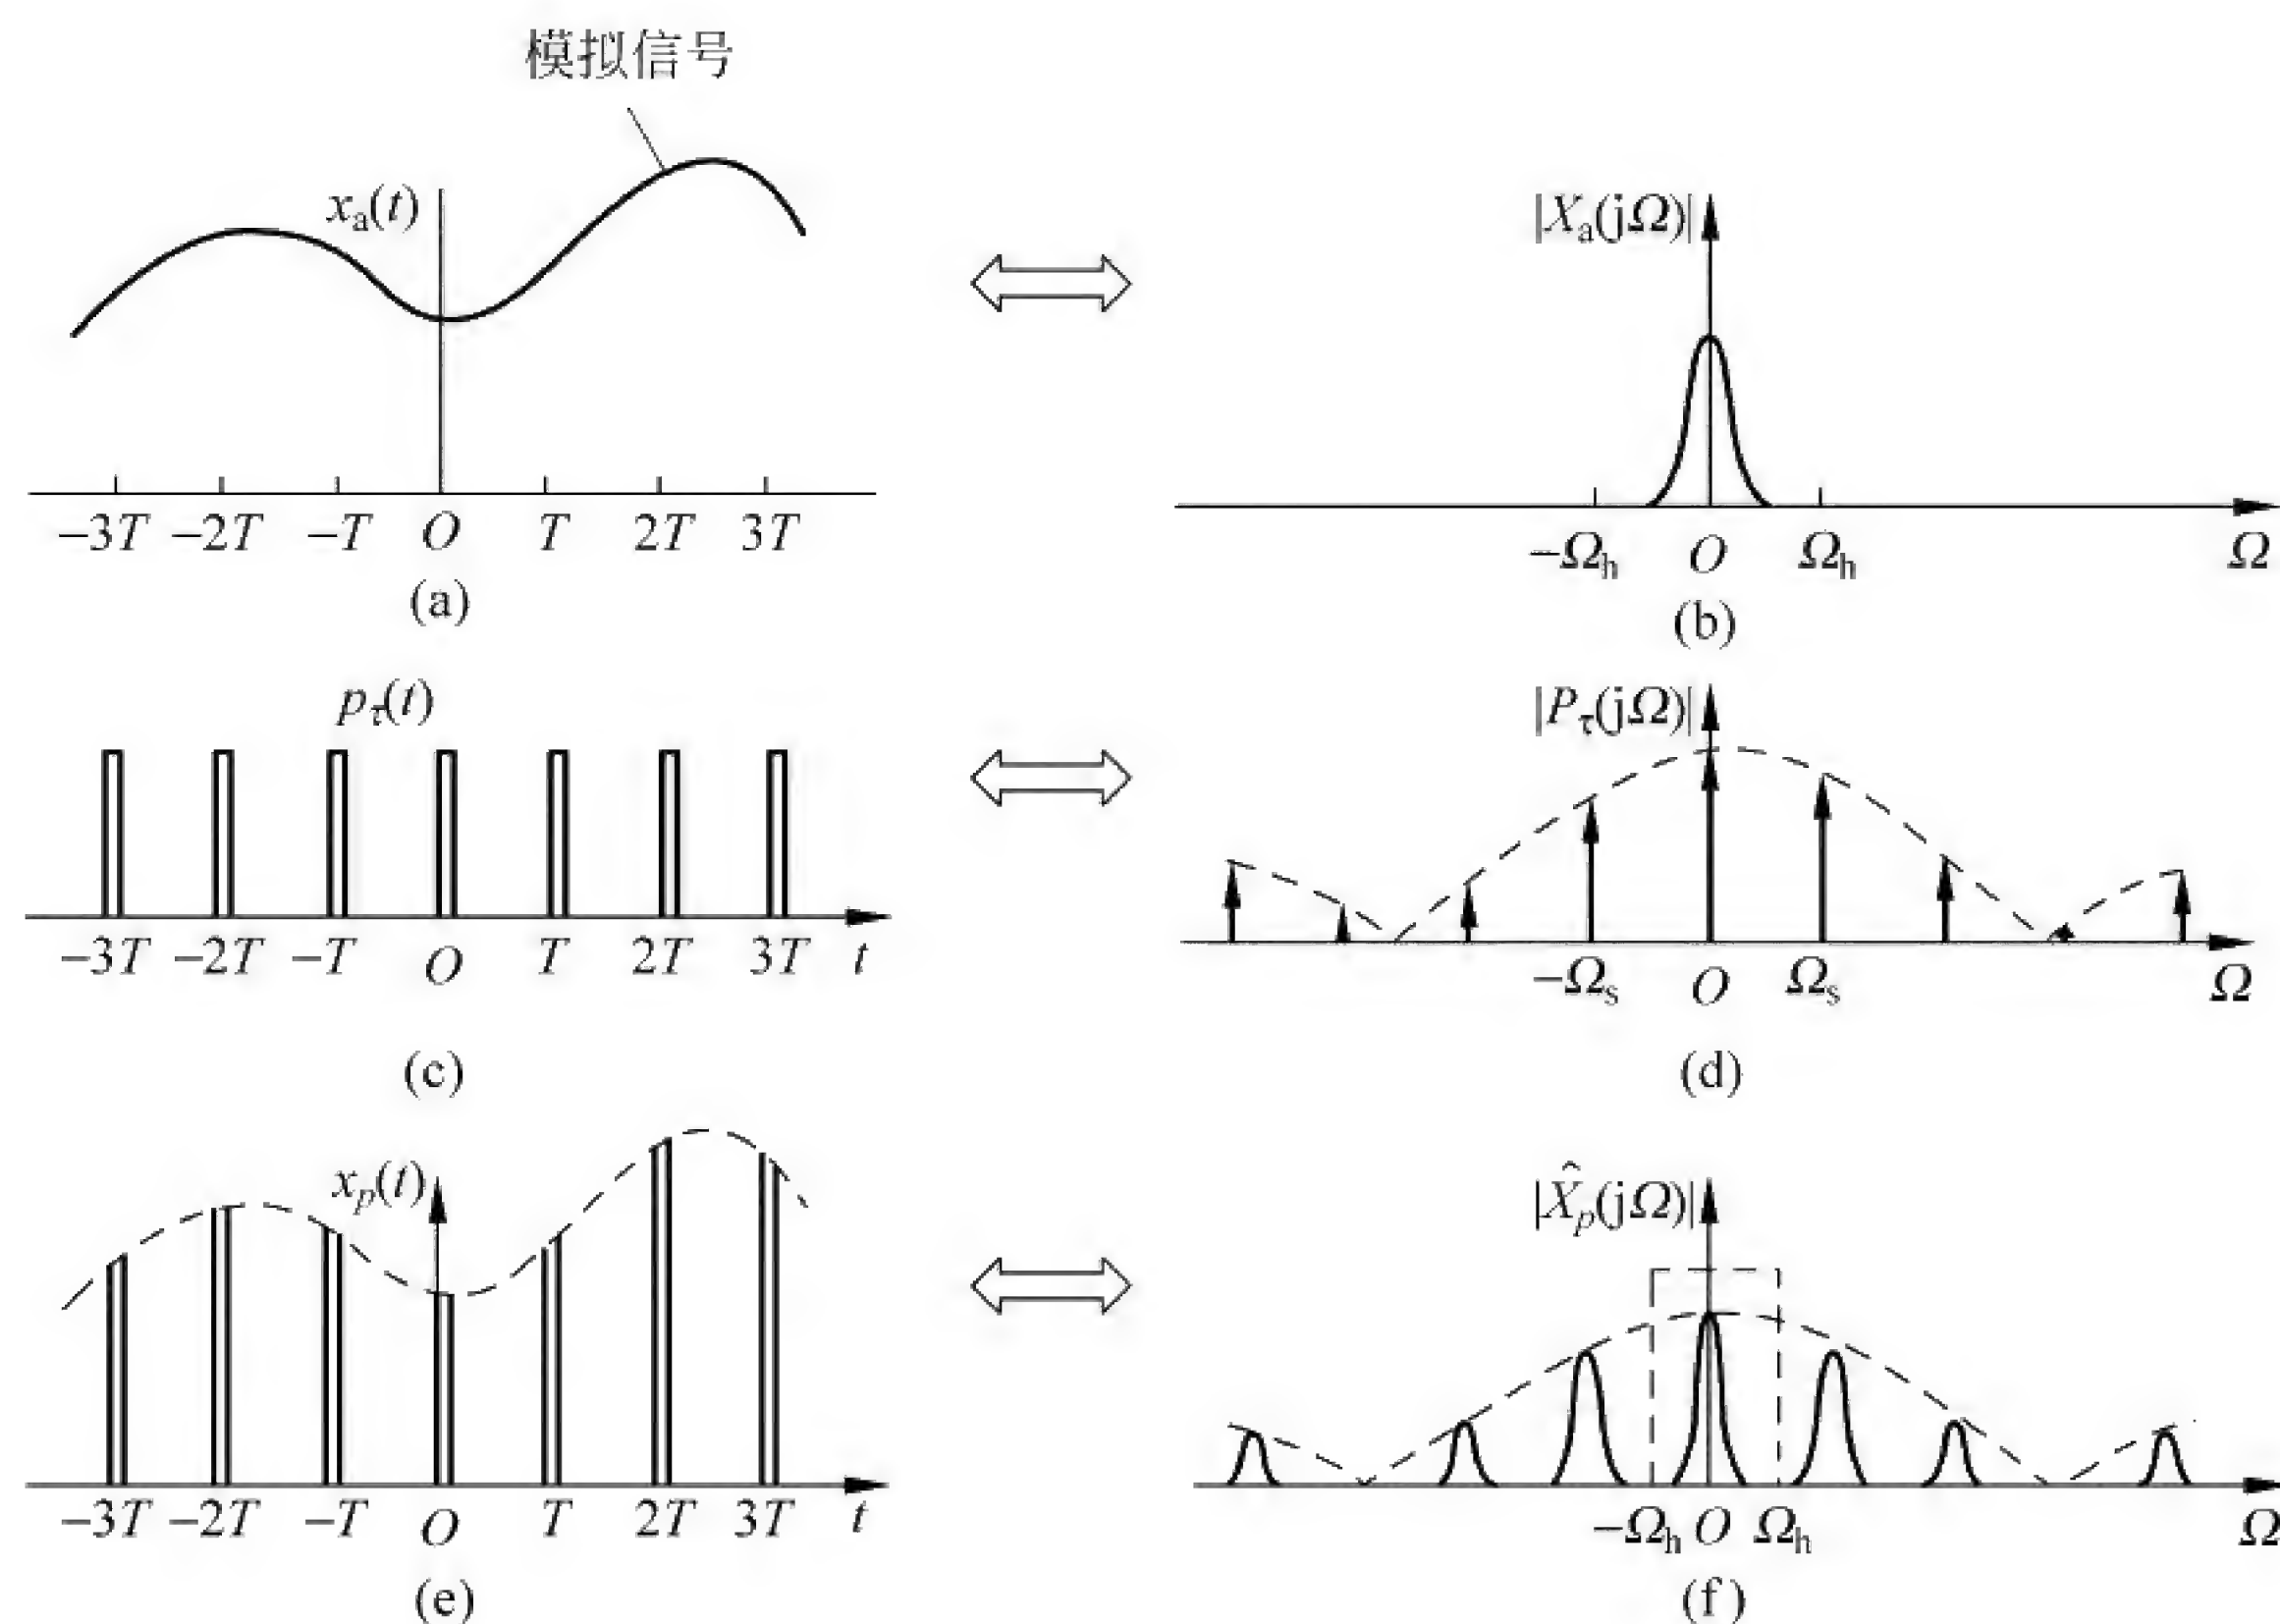 模拟信号
xa(t)
−3T −2T −T O T 2T 3T
(a)
|Xa(jΩ)|
−Ωh O Ωh Ω
(b)
pτ(t)
−3T −2T −T O T 2T 3T t
(c)
|Pτ(jΩ)|
−Ωs O Ωs Ω
(d)
xp(t)
−3T −2T −T O T 2T 3T t
(e)
|X̂p(jΩ)|
−Ωh O Ωh Ω
(f)